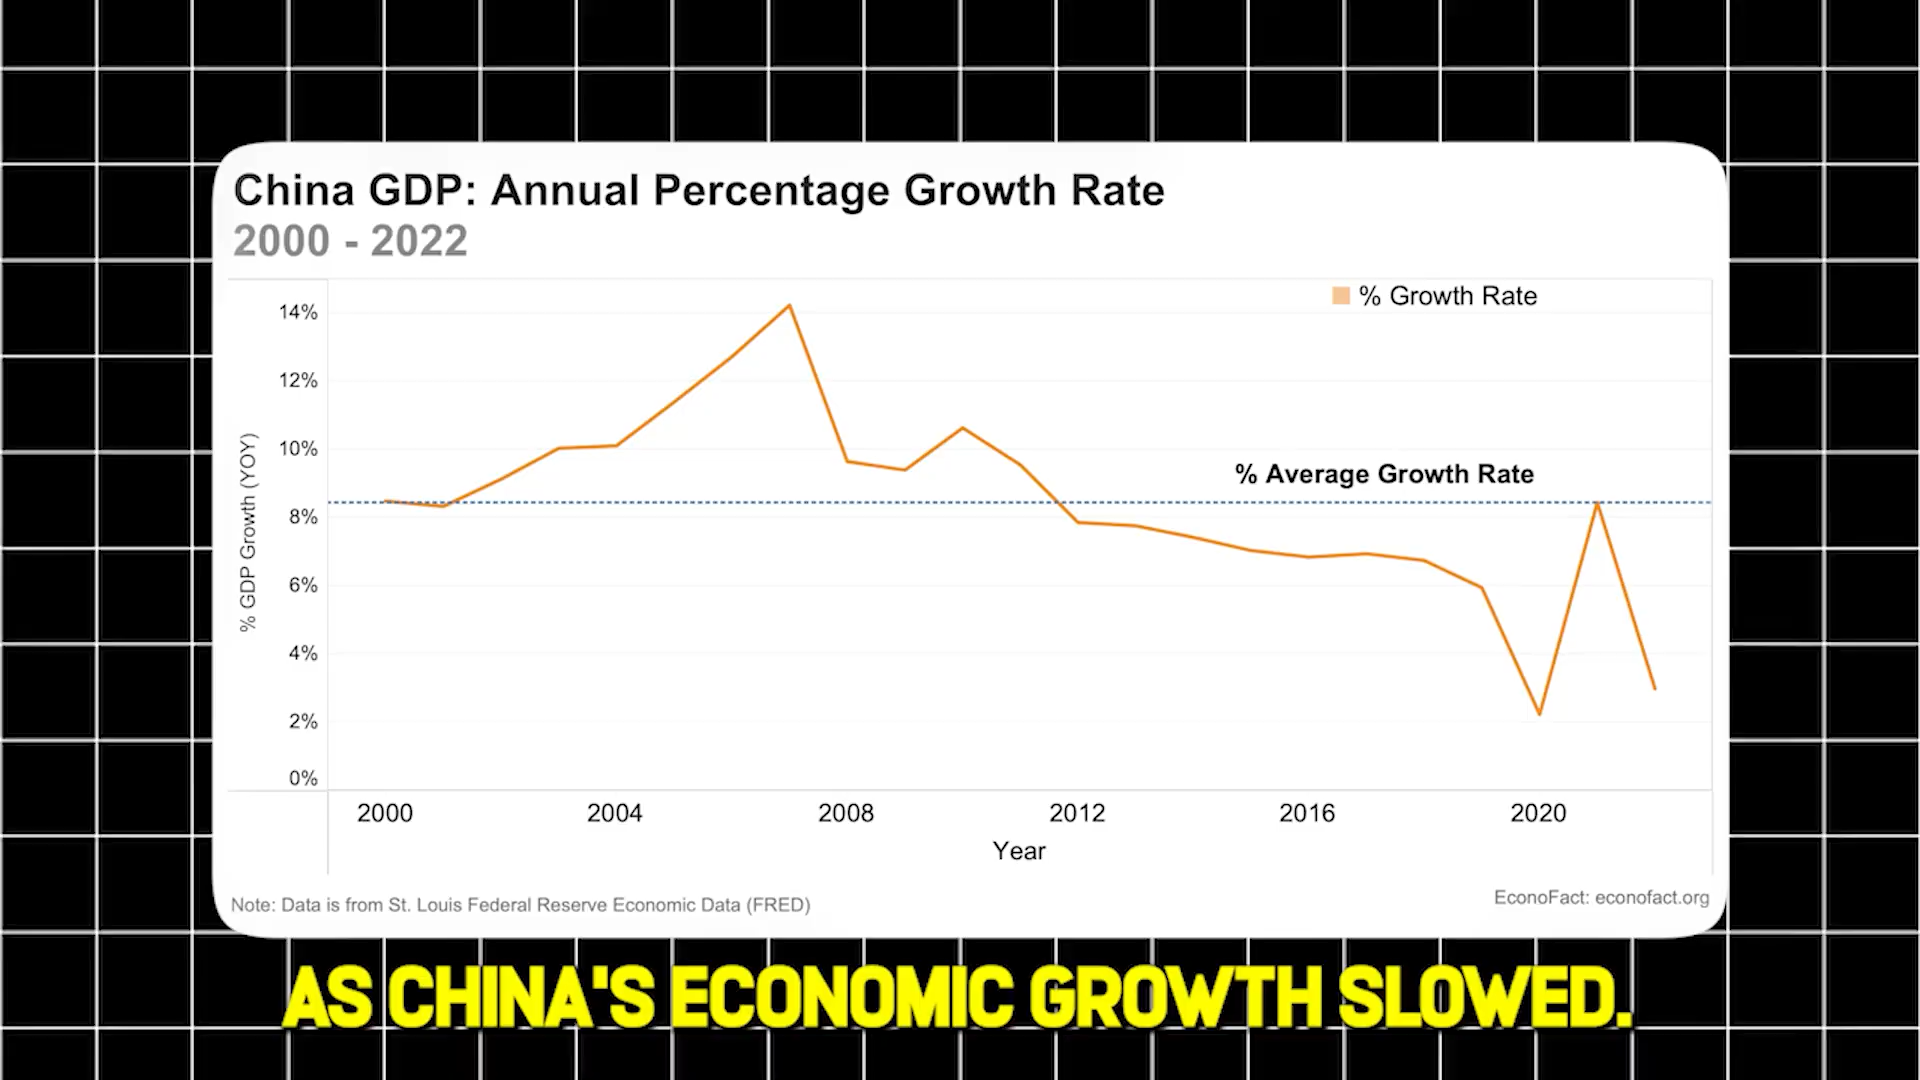 China GDP: Annual Percentage Growth Rate
2000 - 2022
% Growth Rate
14%
12%
10%
8%
6%
4%
2%
0%
% GDP Growth (YOY)
% Average Growth Rate
2000 2004 2008 2012 2016 2020
Year
Note: Data is from St. Louis Federal Reserve Economic Data (FRED)
EconoFact: econofact.org
AS CHINA'S ECONOMIC GROWTH SLOWED.